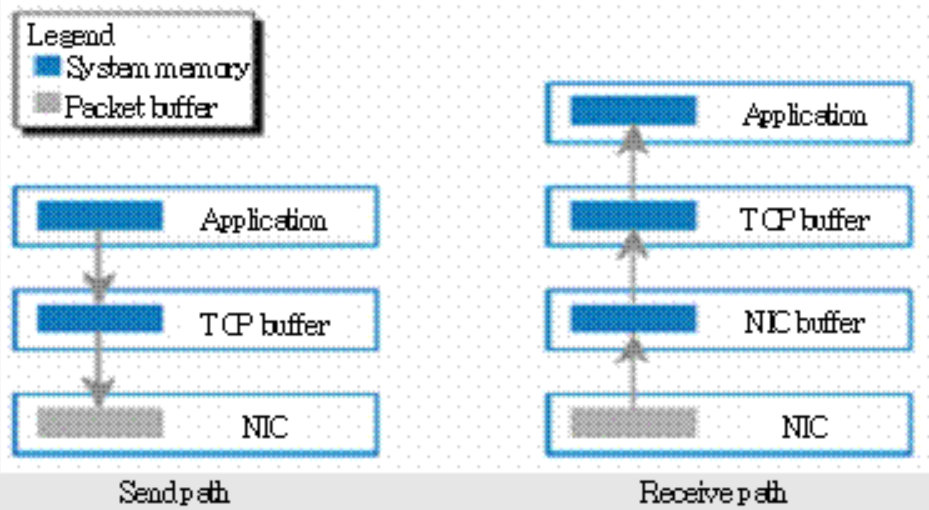 Legend
System memory
Packet buffer
Application
TCP buffer
NIC
Send path
Application
TCP buffer
NIC buffer
NIC
Receive path